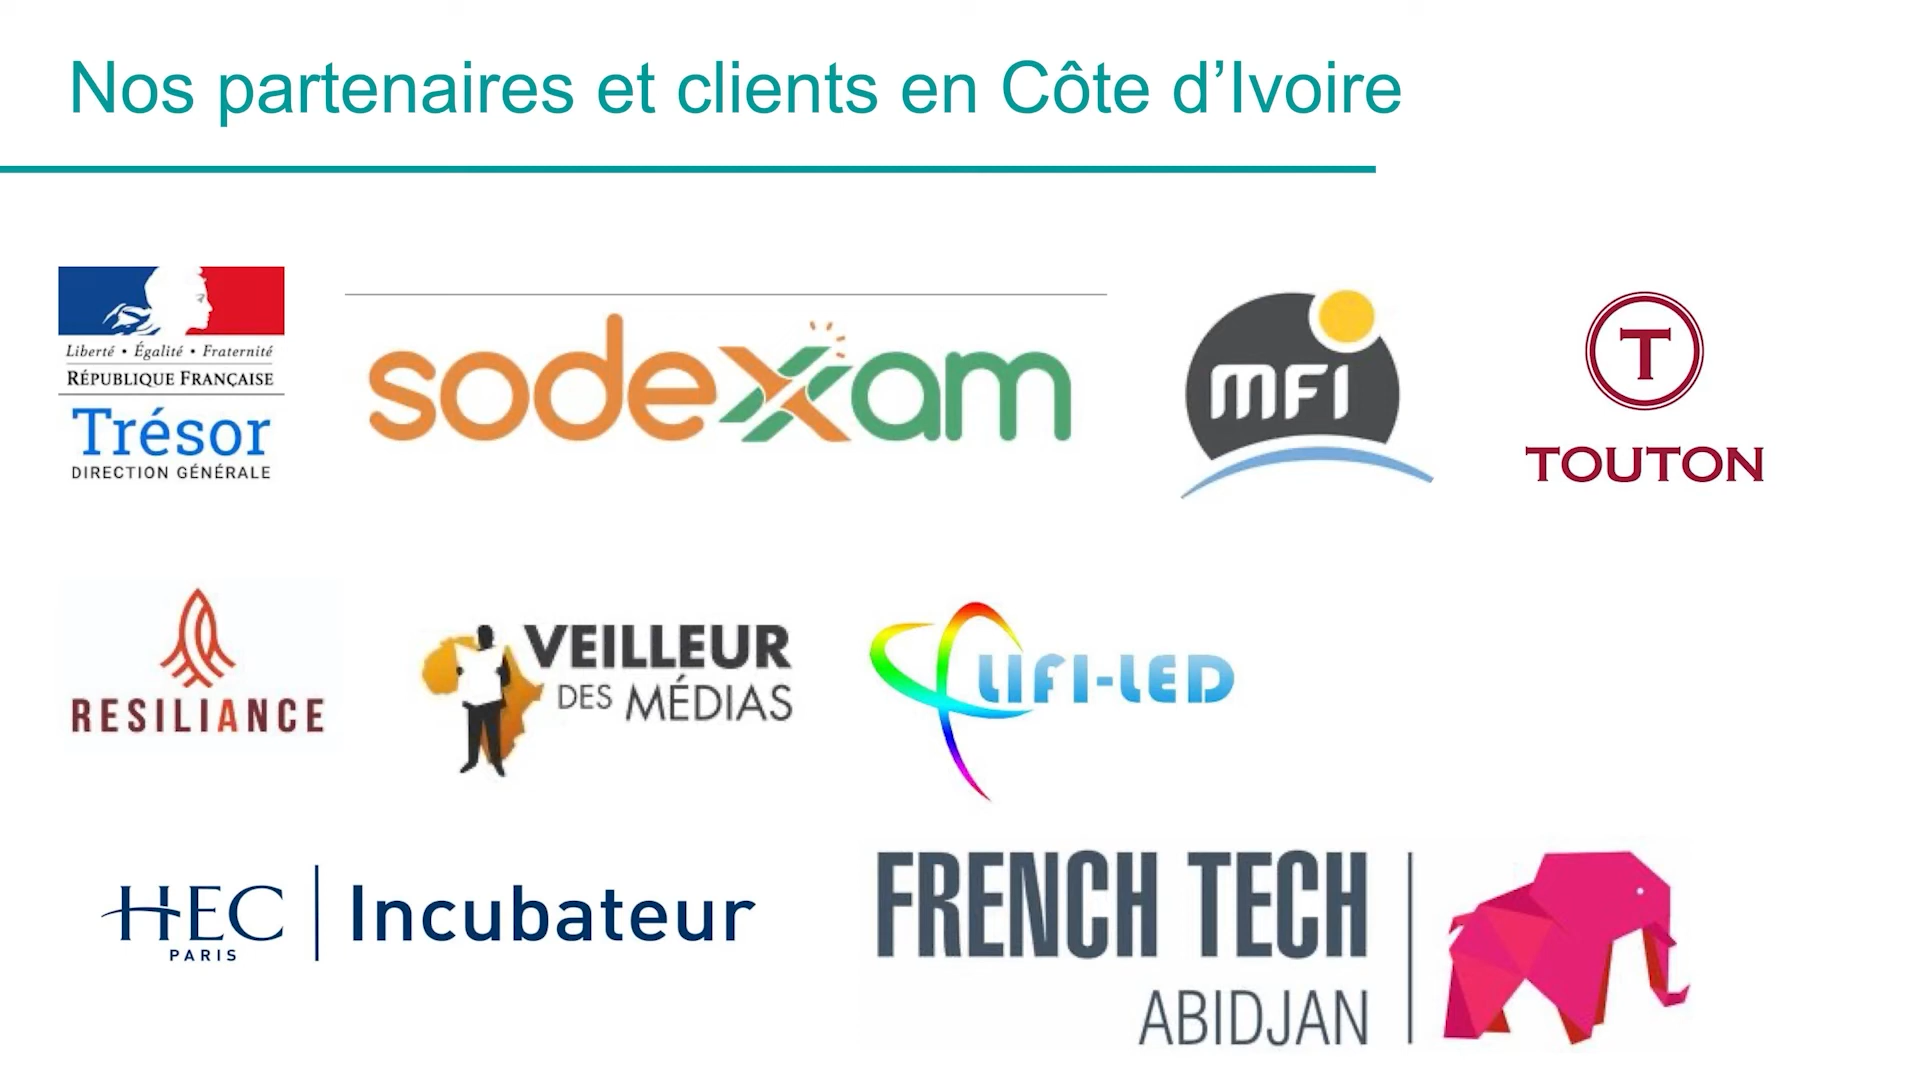 Nos partenaires et clients en Côte d’Ivoire
Liberté • Égalité • Fraternité
RÉPUBLIQUE FRANÇAISE
Trésor
DIRECTION GÉNÉRALE
sodexam
MFI
T
TOUTON
RESILIANCE
VEILLEUR
DES MÉDIAS
LIFI-LED
HEC
PARIS
Incubateur
FRENCH TECH
ABIDJAN